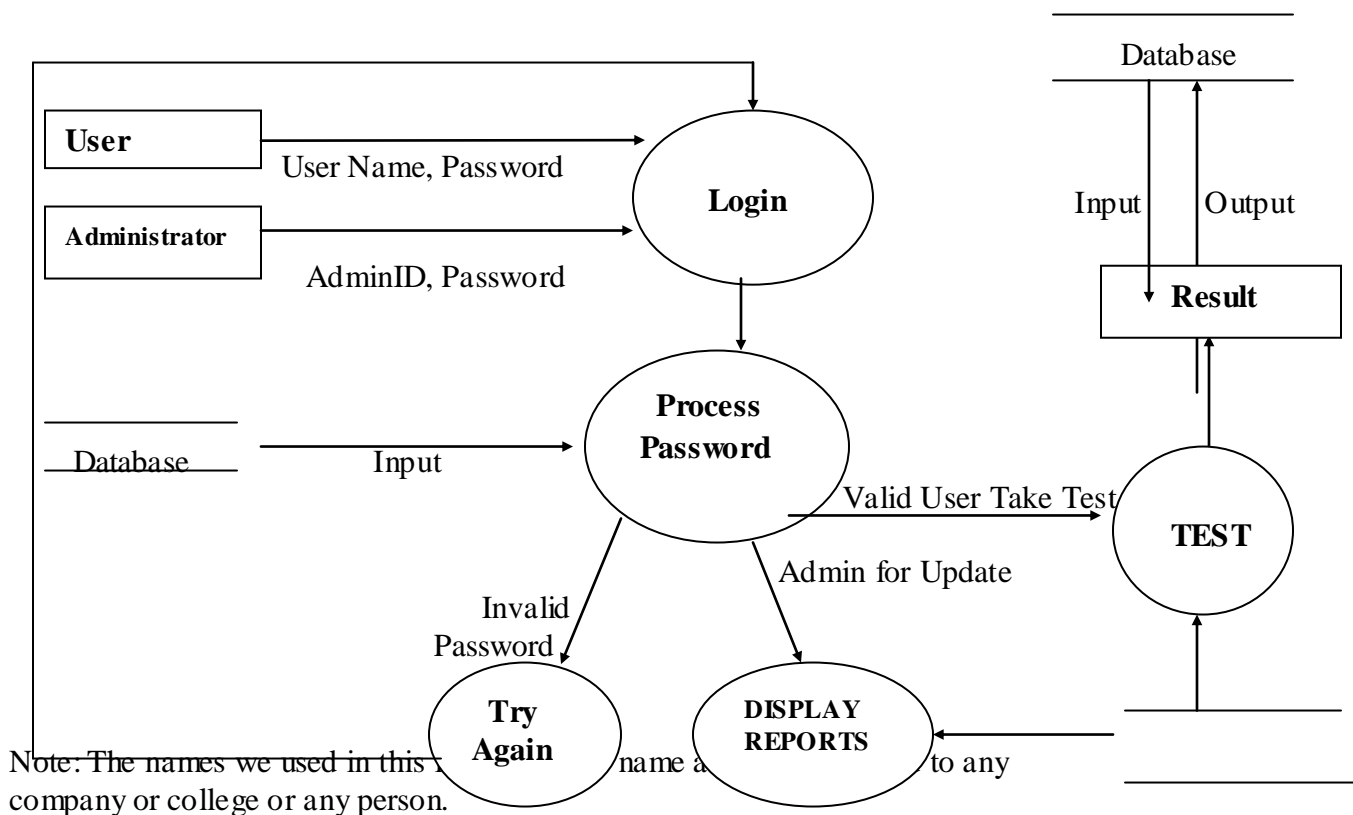 Database
User
User Name, Password
Login
Input
Output
Administrator
AdminID, Password
Result
Process
Password
Database
Input
Valid User Take Test
TEST
Admin for Update
Invalid
Password
Try
Again
DISPLAY
REPORTS
Note: The names we used in this name a to any
company or college or any person.